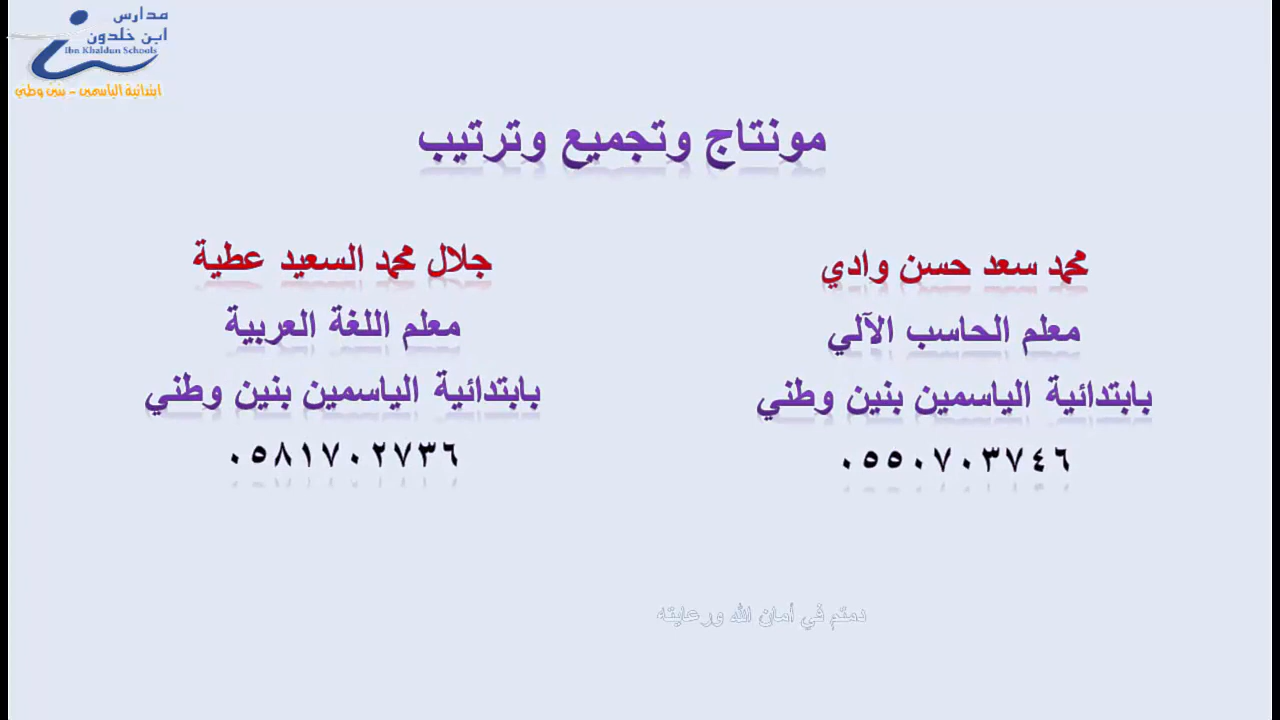 مدارس
ابن خلدون
Ibn Khaldun Schools
ابتدائية الياسمين - بنين وطني
مونتاج وتجميع وترتيب
محمد سعد حسن وادي
معلم الحاسب الآلي
بابتدائية الياسمين بنين وطني
٠٥٥٠٧٠٣٧٤٦
جلال محمد السعيد عطية
معلم اللغة العربية
بابتدائية الياسمين بنين وطني
٠٥٨١٧٠٢٧٣٦
دمتم في أمان الله ورعايته